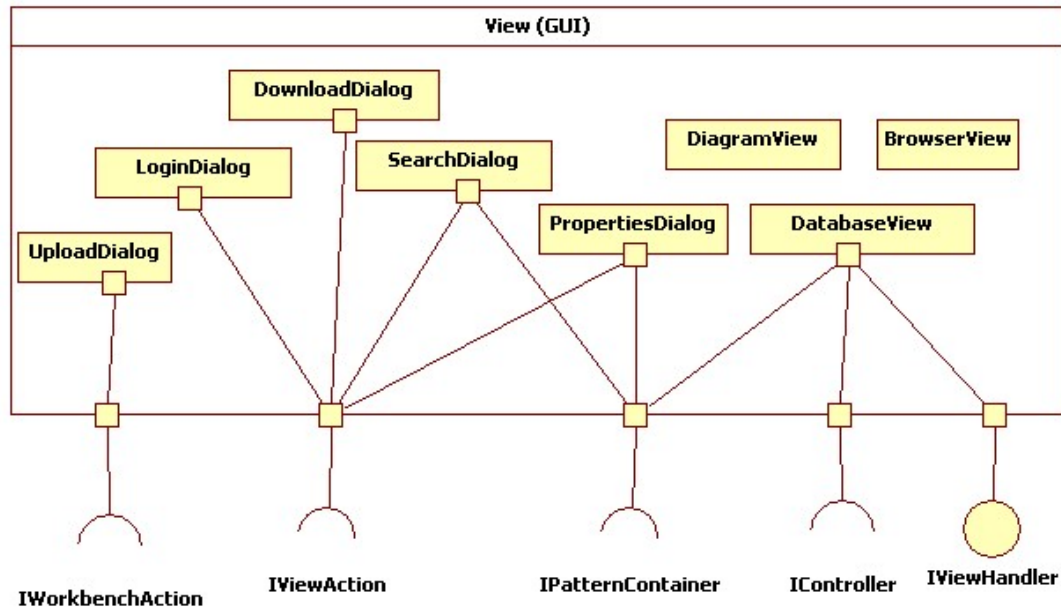 View (GUI)
DownloadDialog
DiagramView
BrowserView
LoginDialog
SearchDialog
PropertiesDialog
DatabaseView
UploadDialog
IWorkbenchAction
IViewAction
IPatternContainer
IController
IViewHandler